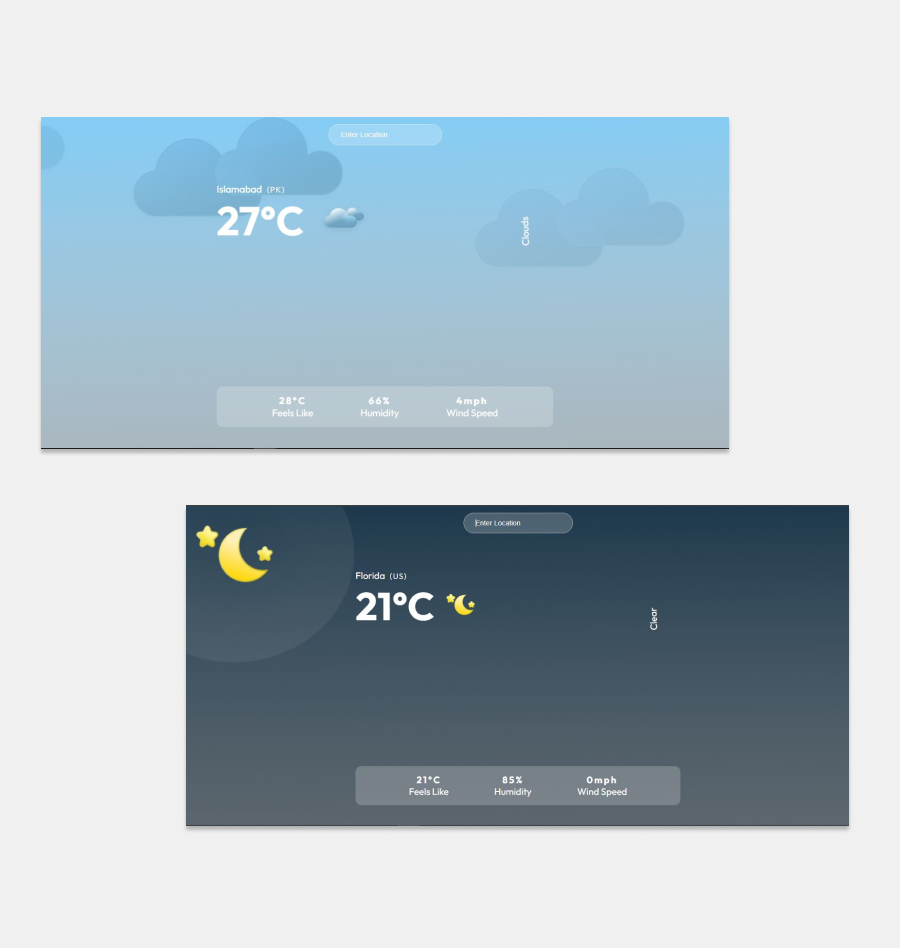 Enter Location
Islamabad (PK)
27°C
Clouds
28°C 66% 4mph
Feels Like Humidity Wind Speed
Enter Location
Florida (US)
21°C
Clear
21°C 85% 0mph
Feels Like Humidity Wind Speed